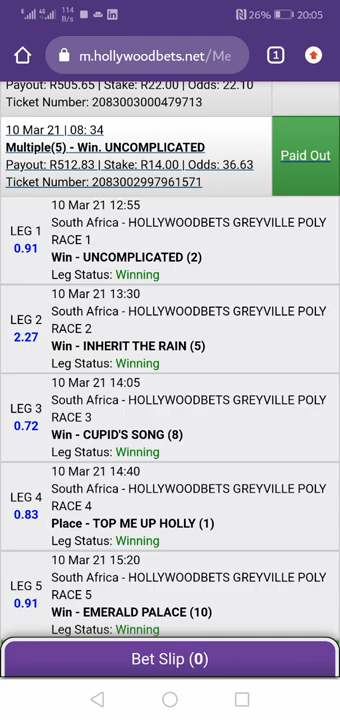 114
B/s
26%
20:05
m.hollywoodbets.net/Me
1
Payout: R505.65 | Stake: R22.00 | Odds: 22.10
Ticket Number: 2083003000479713
10 Mar 21 | 08: 34
Multiple(5) - Win. UNCOMPLICATED
Payout: R512.83 | Stake: R14.00 | Odds: 36.63
Ticket Number: 2083002997961571
Paid Out
LEG 1
0.91
10 Mar 21 12:55
South Africa - HOLLYWOODBETS GREYVILLE POLY
RACE 1
Win - UNCOMPLICATED (2)
Leg Status: Winning
LEG 2
2.27
10 Mar 21 13:30
South Africa - HOLLYWOODBETS GREYVILLE POLY
RACE 2
Win - INHERIT THE RAIN (5)
Leg Status: Winning
LEG 3
0.72
10 Mar 21 14:05
South Africa - HOLLYWOODBETS GREYVILLE POLY
RACE 3
Win - CUPID'S SONG (8)
Leg Status: Winning
LEG 4
0.83
10 Mar 21 14:40
South Africa - HOLLYWOODBETS GREYVILLE POLY
RACE 4
Place - TOP ME UP HOLLY (1)
Leg Status: Winning
LEG 5
0.91
10 Mar 21 15:20
South Africa - HOLLYWOODBETS GREYVILLE POLY
RACE 5
Win - EMERALD PALACE (10)
Leg Status: Winning
Bet Slip (0)